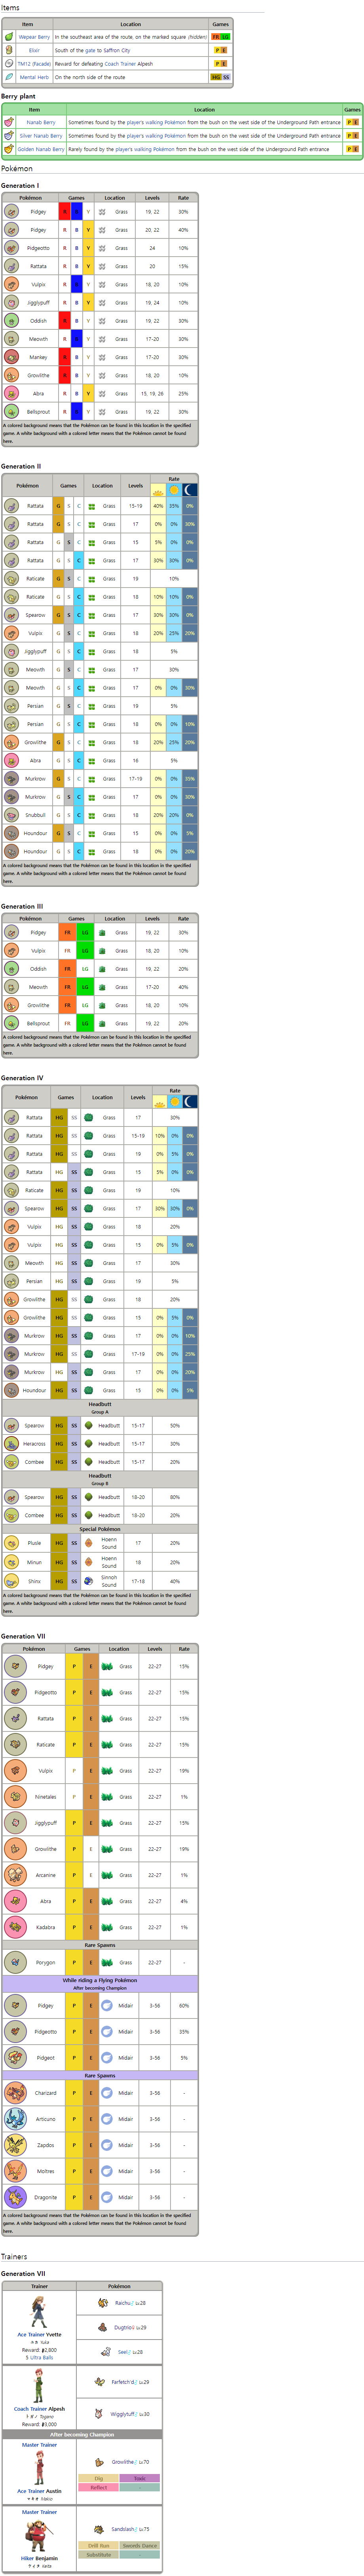 Items
Item Location Games
Wepear Berry In the southeast area of the route, on the marked square (hidden) FR LG
Elixir South of the gate to Saffron City P E
TM12 (Facade) Reward for defeating Coach Trainer Alpesh P E
Mental Herb On the north side of the route HG SS
Berry plant
Item Location Games
Nanab Berry Sometimes found by the player's walking Pokémon from the bush on the west side of the Underground Path entrance P E
Silver Nanab Berry Sometimes found by the player's walking Pokémon from the bush on the west side of the Underground Path entrance P E
Golden Nanab Berry Rarely found by the player's walking Pokémon from the bush on the west side of the Underground Path entrance P E
Pokémon
Generation I
Pokémon Games Location Levels Rate
Pidgey R B Y Grass 19, 22 30%
Pidgey R B Y Grass 20, 22 40%
Pidgeotto R B Y Grass 24 10%
Rattata R B Y Grass 20 15%
Vulpix R B Y Grass 18, 20 10%
Jigglypuff R B Y Grass 19, 24 10%
Oddish R B Y Grass 19, 22 30%
Meowth R B Y Grass 17-20 30%
Mankey R B Y Grass 17-20 30%
Growlithe R B Y Grass 18, 20 10%
Abra R B Y Grass 15, 19, 26 25%
Bellsprout R B Y Grass 19, 22 30%
A colored background means that the Pokémon can be found in this location in the specified
game. A white background with a colored letter means that the Pokémon cannot be found
here.
Generation II
Pokémon Games Location Levels Rate
Rattata G S C Grass 15-19 40% 35% 0%
Rattata G S C Grass 17 0% 0% 30%
Rattata G S C Grass 15 5% 0% 0%
Rattata G S C Grass 17 30% 30% 0%
Raticate G S C Grass 19 10%
Raticate G S C Grass 18 10% 10% 0%
Spearow G S C Grass 17 30% 30% 0%
Vulpix G S C Grass 18 20% 25% 20%
Jigglypuff G S C Grass 18 5%
Meowth G S C Grass 17 30%
Meowth G S C Grass 17 0% 0% 30%
Persian G S C Grass 19 5%
Persian G S C Grass 18 0% 0% 10%
Growlithe G S C Grass 18 20% 25% 20%
Abra G S C Grass 16 5%
Murkrow G S C Grass 17-19 0% 0% 35%
Murkrow G S C Grass 17 0% 0% 30%
Snubbull G S C Grass 18 20% 20% 0%
Houndour G S C Grass 15 0% 0% 5%
Houndour G S C Grass 18 0% 0% 20%
A colored background means that the Pokémon can be found in this location in the specified
game. A white background with a colored letter means that the Pokémon cannot be found
here.
Generation III
Pokémon Games Location Levels Rate
Pidgey FR LG Grass 19, 22 30%
Vulpix FR LG Grass 18, 20 10%
Oddish FR LG Grass 19, 22 20%
Meowth FR LG Grass 17-20 40%
Growlithe FR LG Grass 18, 20 10%
Bellsprout FR LG Grass 19, 22 20%
A colored background means that the Pokémon can be found in this location in the specified
game. A white background with a colored letter means that the Pokémon cannot be found
here.
Generation IV
Pokémon Games Location Levels Rate
Rattata HG SS Grass 17 30%
Rattata HG SS Grass 15-19 10% 0% 0%
Rattata HG SS Grass 19 0% 5% 0%
Rattata HG SS Grass 15 5% 0% 0%
Raticate HG SS Grass 19 10%
Spearow HG SS Grass 17 30% 30% 0%
Vulpix HG SS Grass 18 20%
Vulpix HG SS Grass 15 0% 5% 0%
Meowth HG SS Grass 17 30%
Persian HG SS Grass 19 5%
Growlithe HG SS Grass 18 20%
Growlithe HG SS Grass 15 0% 5% 0%
Murkrow HG SS Grass 17 0% 0% 10%
Murkrow HG SS Grass 17-19 0% 0% 25%
Murkrow HG SS Grass 17 0% 0% 20%
Houndour HG SS Grass 15 0% 0% 5%
Headbutt
Group A
Spearow HG SS Headbutt 15-17 50%
Heracross HG SS Headbutt 15-17 30%
Combee HG SS Headbutt 15-17 20%
Headbutt
Group B
Spearow HG SS Headbutt 18-20 80%
Combee HG SS Headbutt 18-20 20%
Special Pokémon
Plusle HG SS Hoenn Sound 17 20%
Minun HG SS Hoenn Sound 18 20%
Shinx HG SS Sinnoh Sound 17-18 40%
A colored background means that the Pokémon can be found in this location in the specified
game. A white background with a colored letter means that the Pokémon cannot be found
here.
Generation VII
Pokémon Games Location Levels Rate
Pidgey P E Grass 22-27 15%
Pidgeotto P E Grass 22-27 15%
Rattata P E Grass 22-27 15%
Raticate P E Grass 22-27 15%
Vulpix P E Grass 22-27 19%
Ninetales P E Grass 22-27 1%
Jigglypuff P E Grass 22-27 15%
Growlithe P E Grass 22-27 19%
Arcanine P E Grass 22-27 1%
Abra P E Grass 22-27 4%
Kadabra P E Grass 22-27 1%
Rare Spawns
Porygon P E Grass 22-27 -
While riding a Flying Pokémon
After becoming Champion
Pidgey P E Midair 3-56 60%
Pidgeotto P E Midair 3-56 35%
Pidgeot P E Midair 3-56 5%
Rare Spawns
Charizard P E Midair 3-56 -
Articuno P E Midair 3-56 -
Zapdos P E Midair 3-56 -
Moltres P E Midair 3-56 -
Dragonite P E Midair 3-56 -
A colored background means that the Pokémon can be found in this location in the specified
game. A white background with a colored letter means that the Pokémon cannot be found
here.
Trainers
Generation VII
Trainer Pokémon
Ace Trainer Yvette
Yuka
Reward: 2,800
5 Ultra Balls
Raichu♂ Lv.28
Dugtrio Lv.29
Seel Lv.28
Coach Trainer Alpesh
Togano
Reward: 3,000
Farfetch'd♂ Lv.29
Wigglytuff♂ Lv.30
After becoming Champion
Master Trainer
Ace Trainer Austin
Makio
Growlithe♂ Lv.70
Dig Toxic
Reflect -
Master Trainer
Hiker Benjamin
Kaita
Sandslash♂ Lv.75
Drill Run Swords Dance
Substitute -